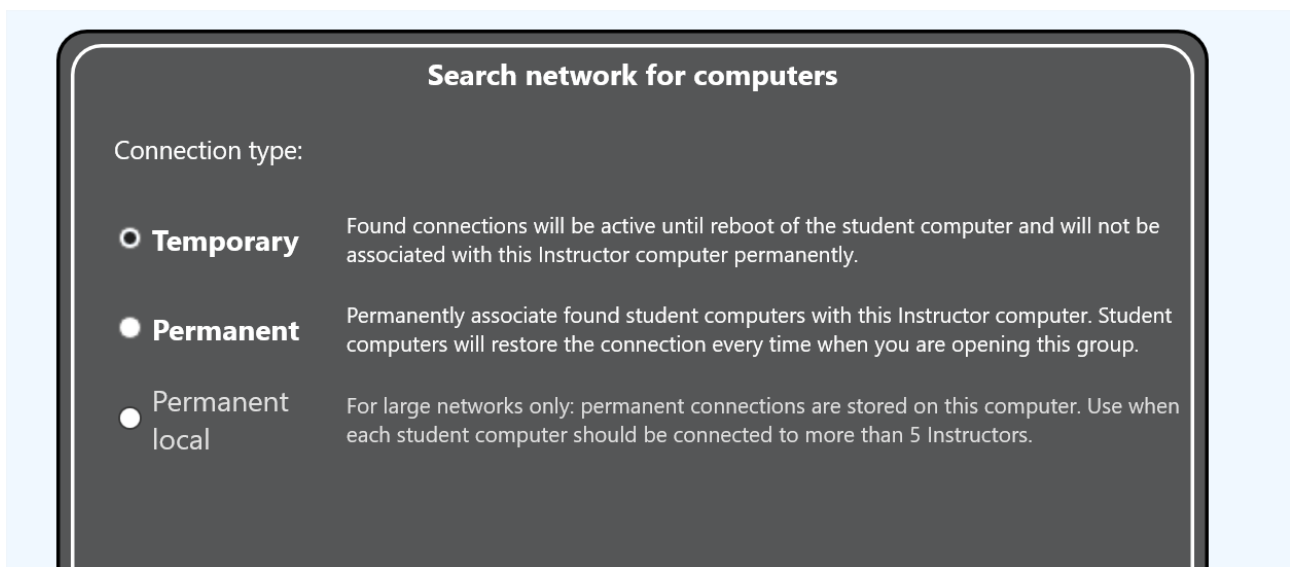 Search network for computers
Connection type:
Temporary
Found connections will be active until reboot of the student computer and will not be
associated with this Instructor computer permanently.
Permanent
Permanently associate found student computers with this Instructor computer. Student
computers will restore the connection every time when you are opening this group.
Permanent
local
For large networks only: permanent connections are stored on this computer. Use when
each student computer should be connected to more than 5 Instructors.